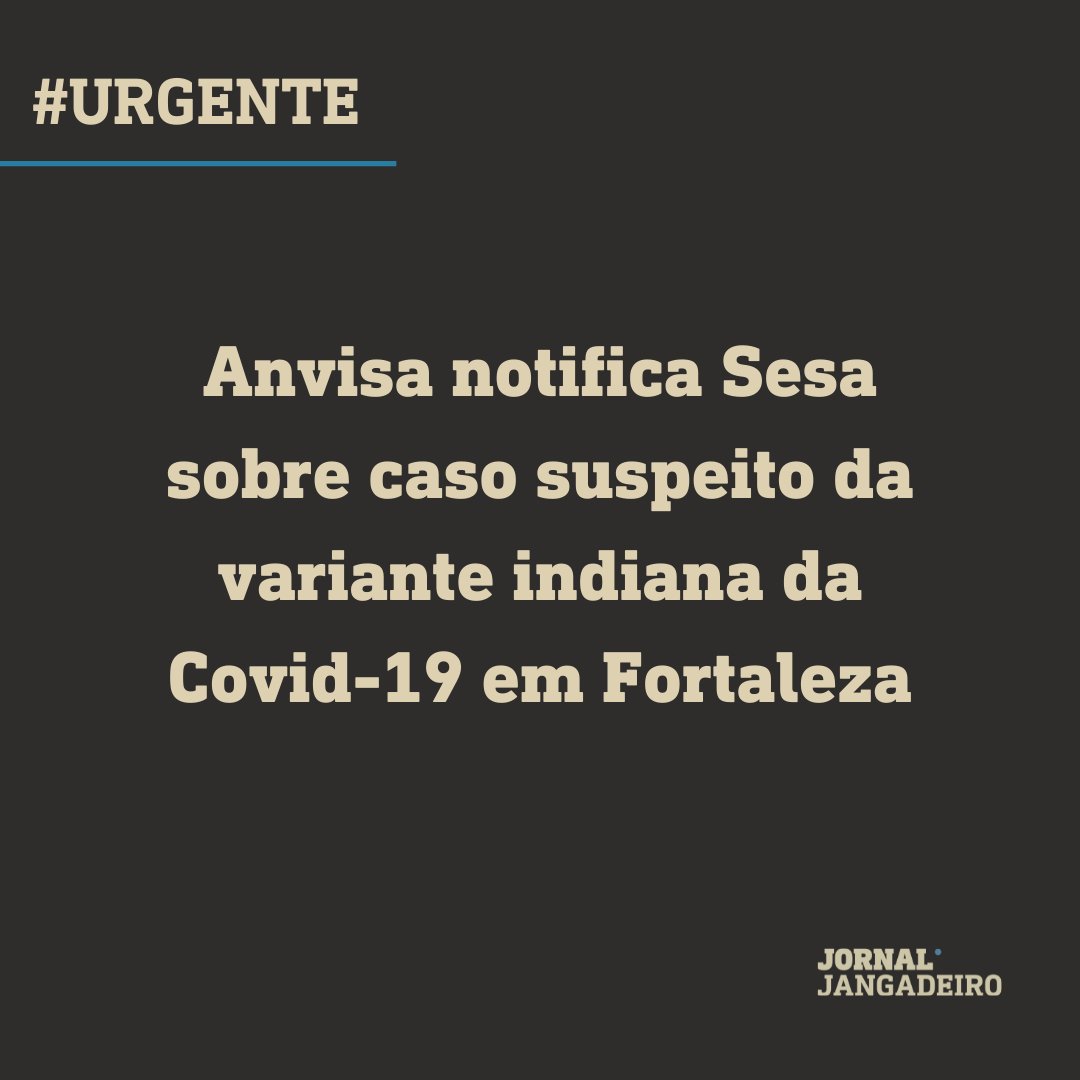 #URGENTE
Anvisa notifica Sesa
sobre caso suspeito da
variante indiana da
Covid-19 em Fortaleza
JORNAL
JANGADEIRO